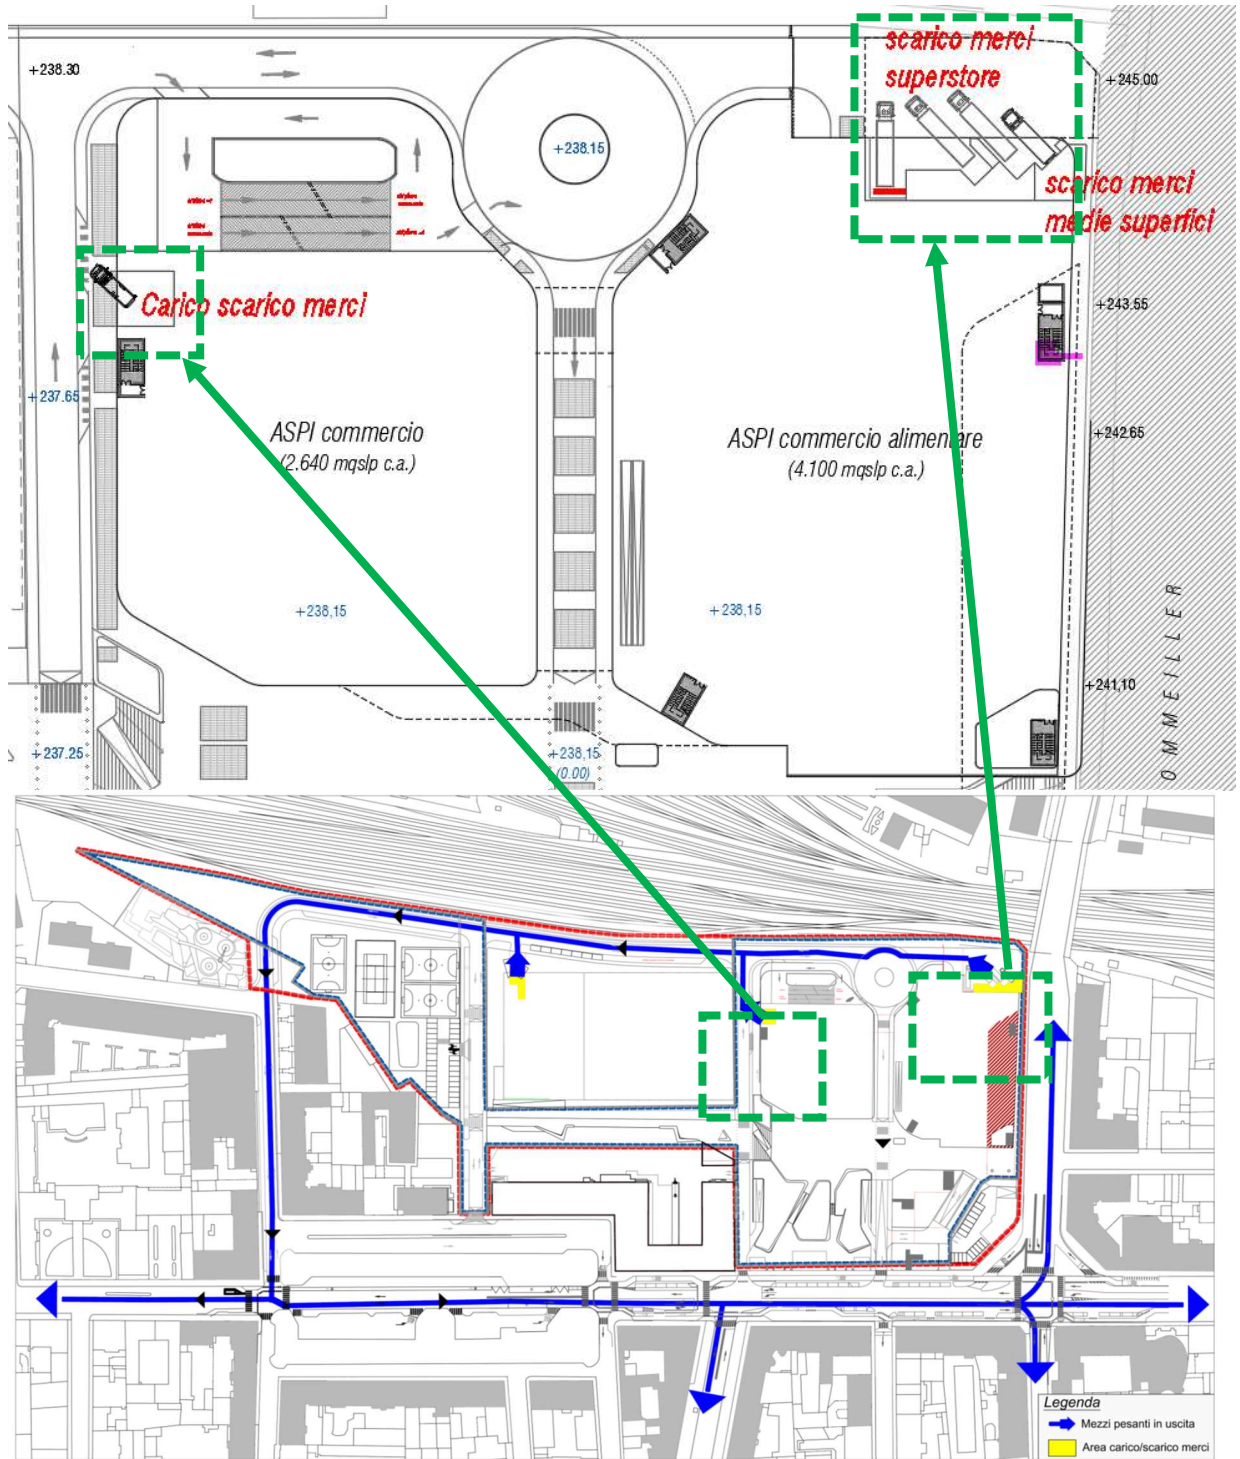 scarico merci
superstore
+238.30
+245.00
+238.15
scarico merci
medie superfici
Carico scarico merci
+243.55
+237.65
ASPI commercio
(2.640 mqslp c.a.)
ASPI commercio alimentare
(4.100 mqslp c.a.)
+242.65
+238,15
+238,15
OMMEILLER
+241,10
+237.25
+238,15
(0.00)
Legenda
Mezzi pesanti in uscita
Area carico/scarico merci